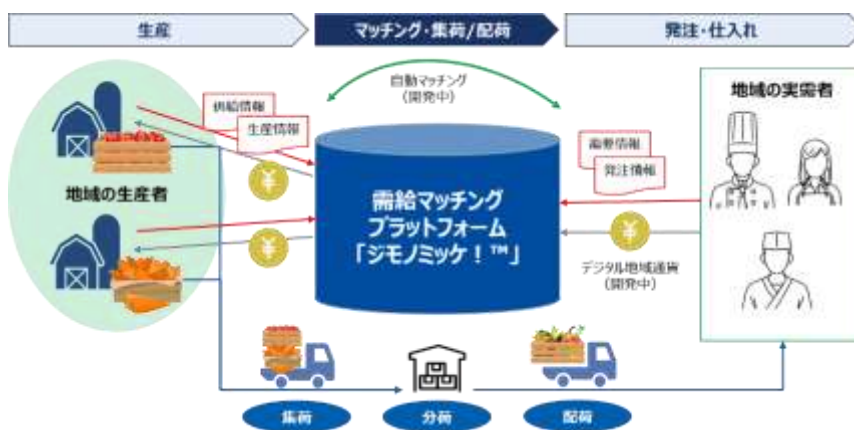 生産
マッチング・集荷/配荷
発注・仕入れ
自動マッチング
(開発中)
地域の実需者
供給情報
生産情報
需要情報
発注情報
地域の生産者
需給マッチング
プラットフォーム
「ジモノミッケ!™」
デジタル地域通貨
(開発中)
集荷
分荷
配荷